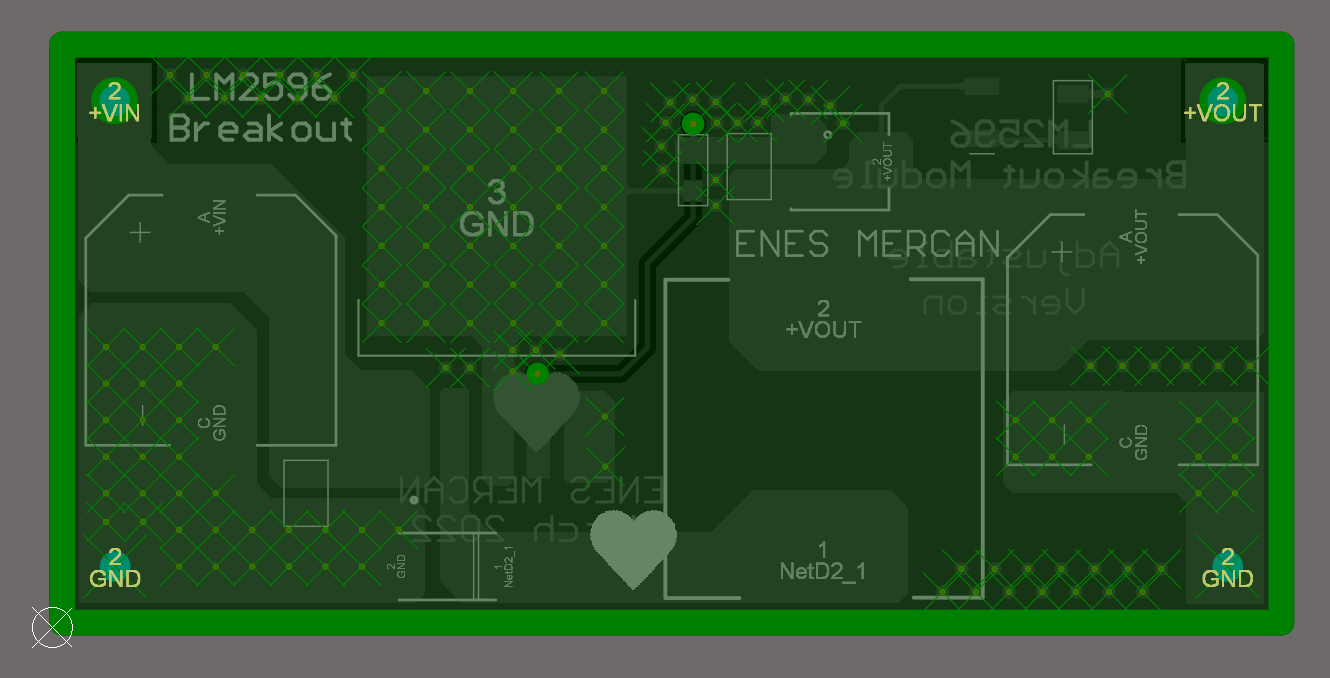 2
+VIN
LM2596
Breakout
3
GND
2
+VOUT
2
+VOUT
LM2596
Breakout Module
A
+VIN
ENES MERCAN
A
+VOUT
Adjustable
Version
2
+VOUT
C
GND
C
GND
ENES MERCAN
2022
2
GND
2
GND
1
NetD2_1
1
NetD2_1
2
GND